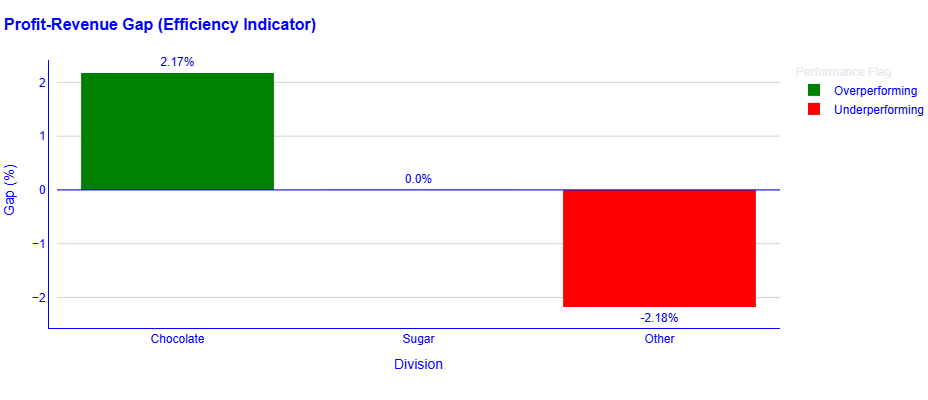 Profit-Revenue Gap (Efficiency Indicator)
Performance Flag
Overperforming
Underperforming
Gap (%)
2
1
0
−1
−2
2.17%
0.0%
-2.18%
Chocolate
Sugar
Other
Division